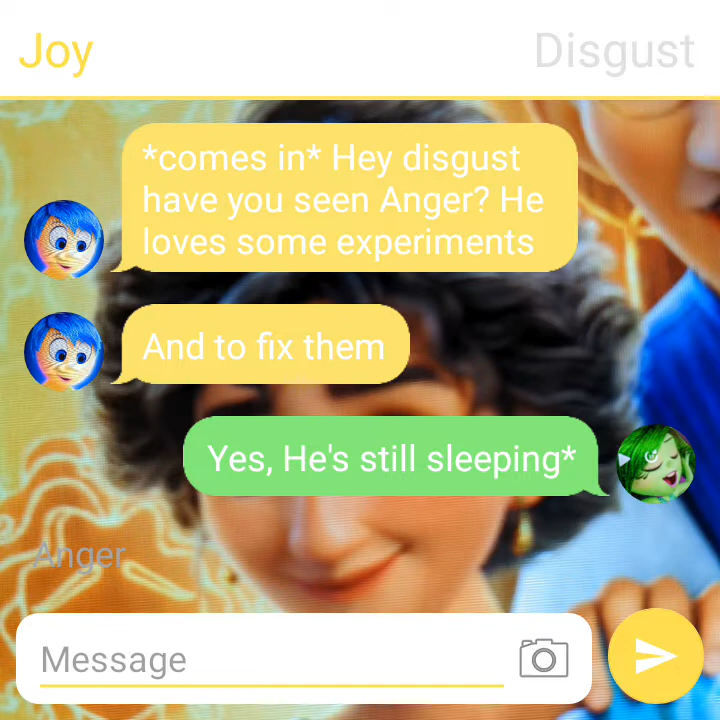 Joy
Disgust
*comes in* Hey disgust
have you seen Anger? He
loves some experiments
And to fix them
Yes, He's still sleeping*
Anger
Message